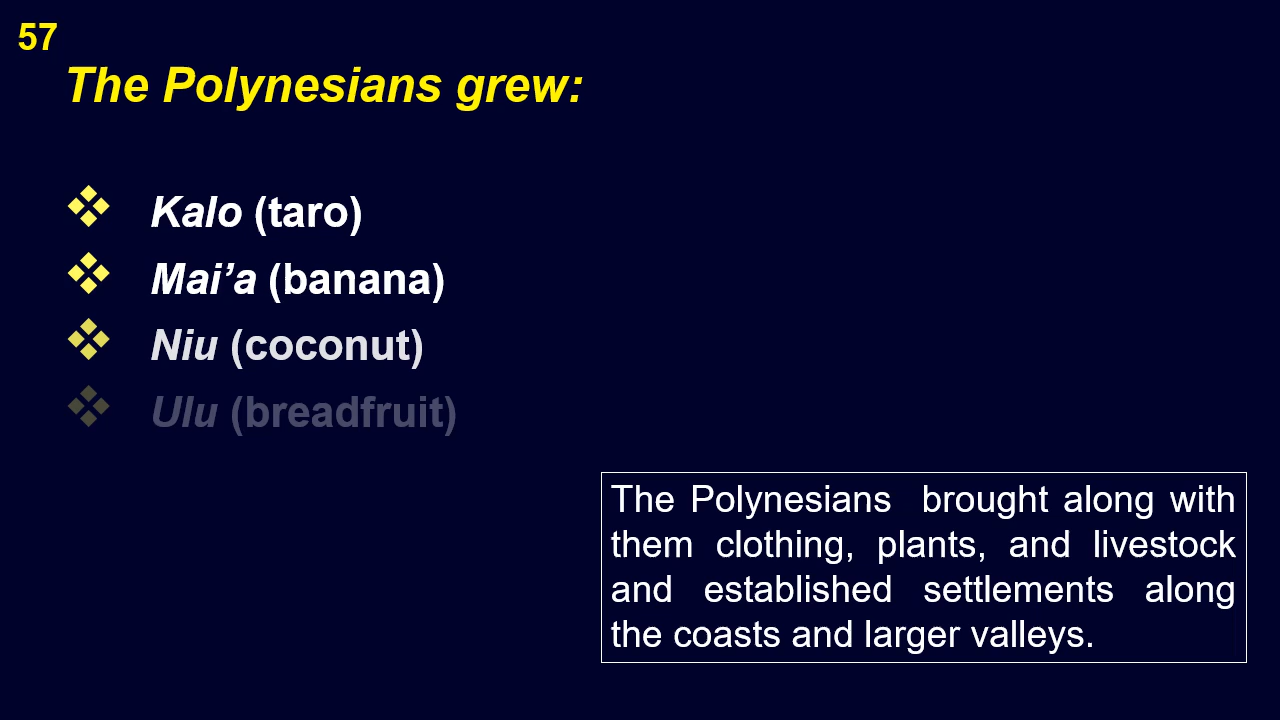 57
The Polynesians grew:
❖ Kalo (taro)
❖ Mai’a (banana)
❖ Niu (coconut)
❖ Ulu (breadfruit)
The Polynesians  brought along with
them clothing, plants, and livestock
and established settlements along
the coasts and larger valleys.